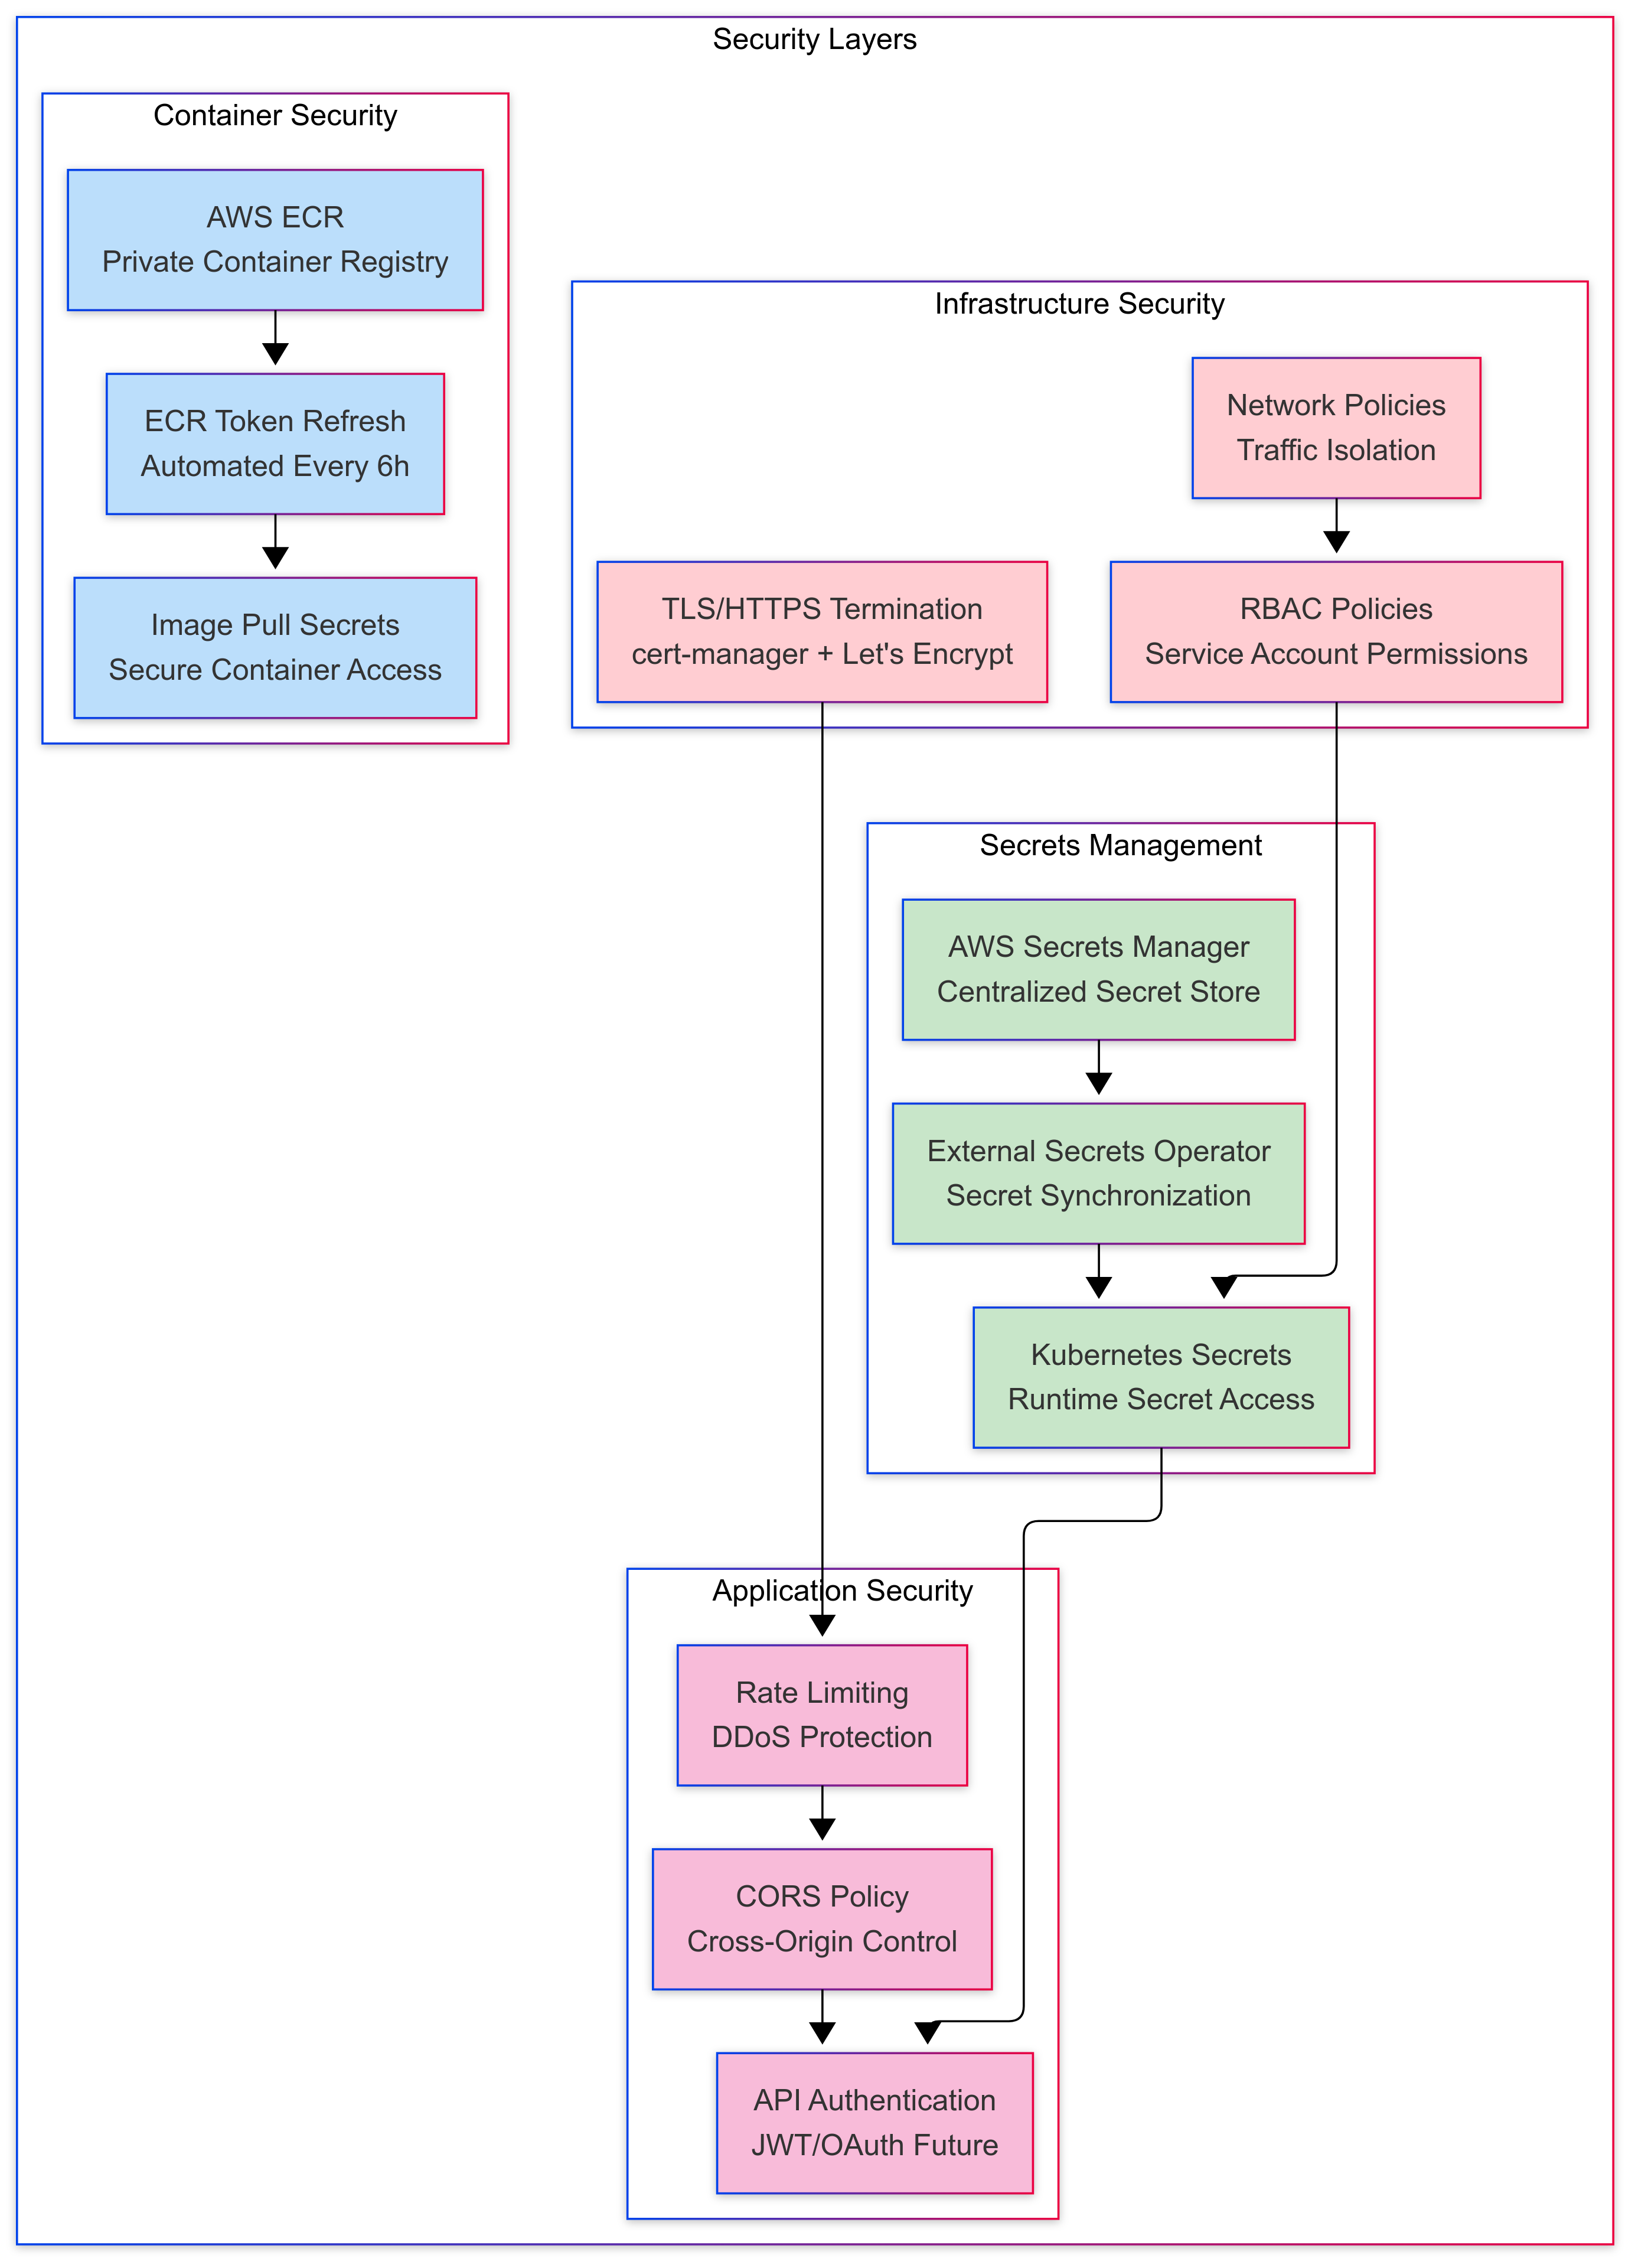 Security Layers
Container Security
AWS ECR
Private Container Registry
ECR Token Refresh
Automated Every 6h
Image Pull Secrets
Secure Container Access
Infrastructure Security
Network Policies
Traffic Isolation
TLS/HTTPS Termination
cert-manager + Let's Encrypt
RBAC Policies
Service Account Permissions
Secrets Management
AWS Secrets Manager
Centralized Secret Store
External Secrets Operator
Secret Synchronization
Kubernetes Secrets
Runtime Secret Access
Application Security
Rate Limiting
DDoS Protection
CORS Policy
Cross-Origin Control
API Authentication
JWT/OAuth Future